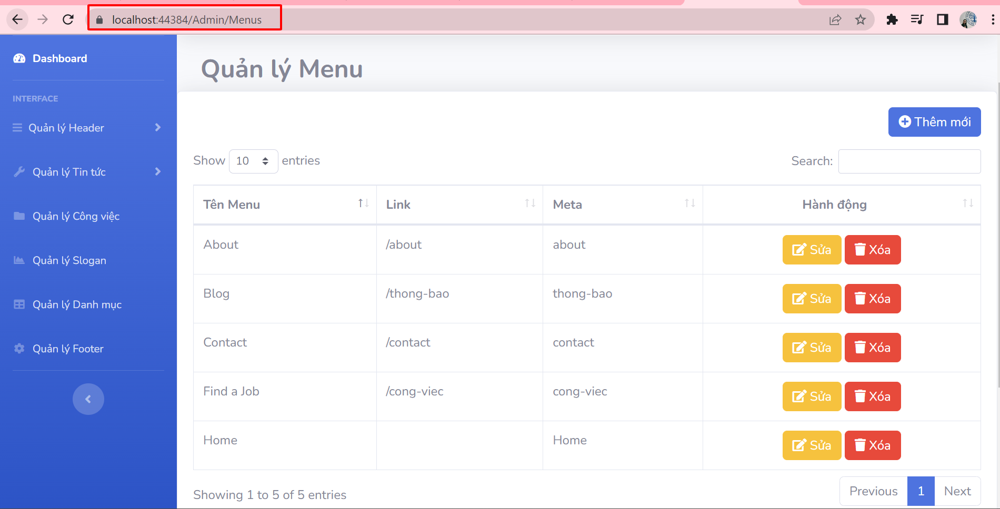 localhost:44384/Admin/Menus
Dashboard
INTERFACE
Quản lý Header
Quản lý Tin tức
Quản lý Công việc
Quản lý Slogan
Quản lý Danh mục
Quản lý Footer
Quản lý Menu
Thêm mới
Show 10 entries
Search:
Tên Menu Link Meta Hành động
About /about about Sửa Xóa
Blog /thong-bao thong-bao Sửa Xóa
Contact /contact contact Sửa Xóa
Find a Job /cong-viec cong-viec Sửa Xóa
Home Home Sửa Xóa
Showing 1 to 5 of 5 entries
Previous 1 Next